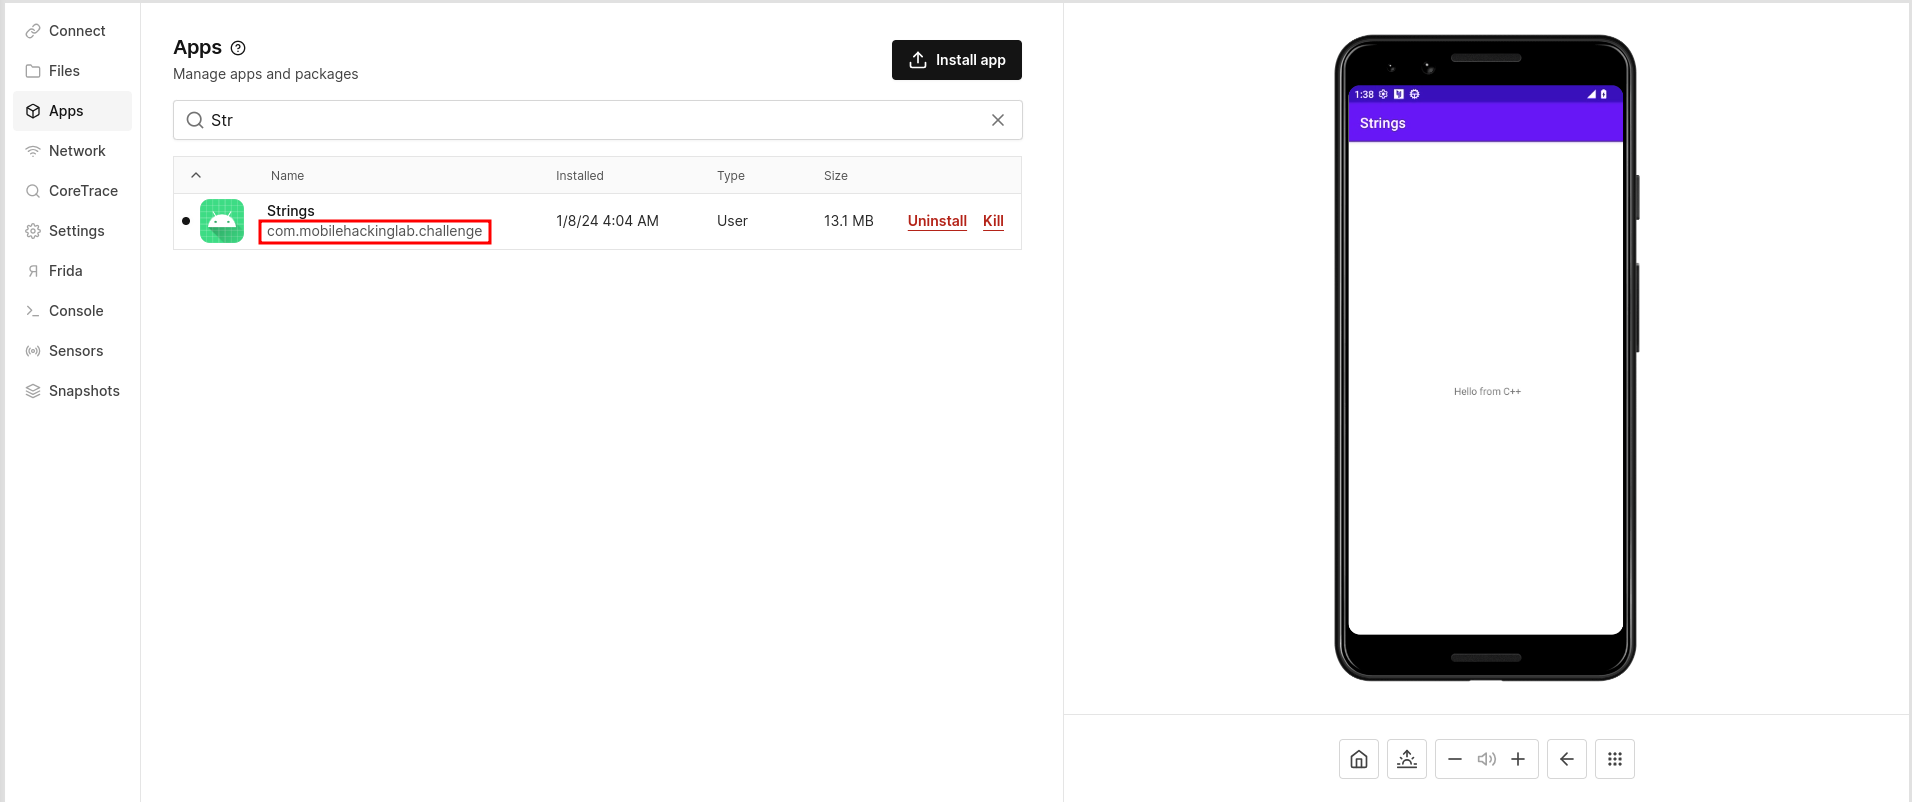 Connect
Files
Apps
Network
CoreTrace
Settings
Frida
Console
Sensors
Snapshots
Apps
Manage apps and packages
Install app
Str
Name Installed Type Size
Strings
com.mobilehackinglab.challenge
1/8/24 4:04 AM User 13.1 MB Uninstall Kill
1:38
Strings
Hello from C++